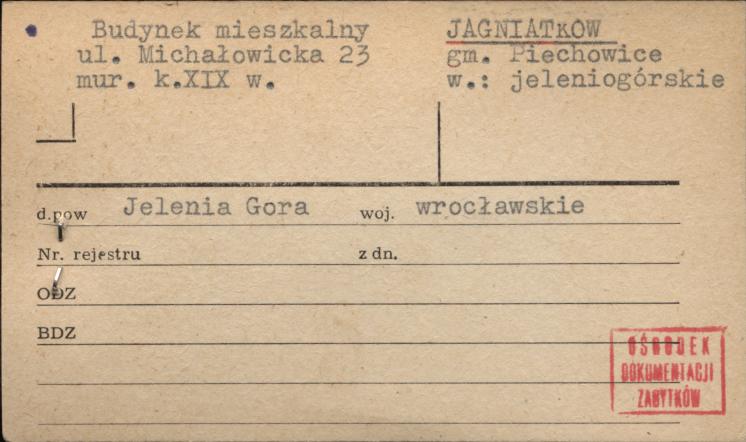 Budynek mieszkalny
ul. Michałowicka 23
mur. k.XIX w.
JAGNIATKOW
gm. Piechowice
w.: jeleniogórskie
d.pow Jelenia Gora woj. wrocławskie
Nr. rejestru z dn.
ODZ
BDZ
OŚRODEK
DOKUMENTACJI
ZABYTKÓW